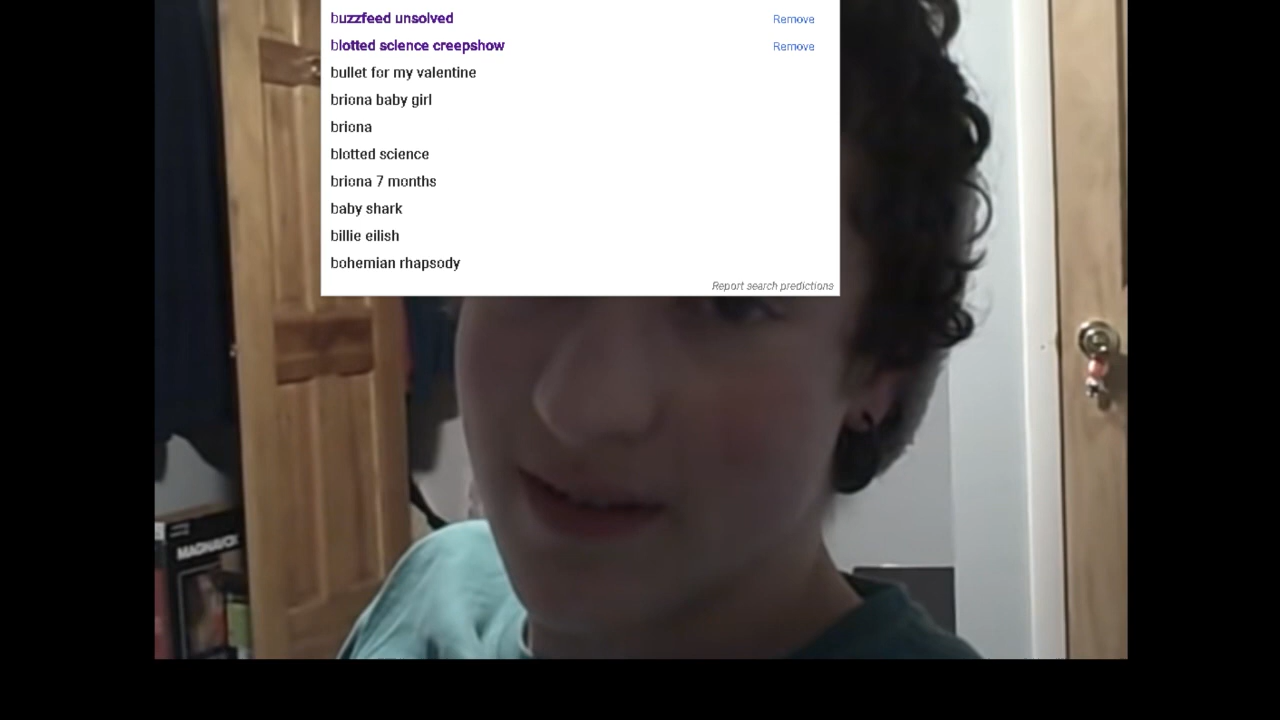 buzzfeed unsolved Remove
blotted science creepshow Remove
bullet for my valentine
briona baby girl
briona
blotted science
briona 7 months
baby shark
billie eilish
bohemian rhapsody
Report search predictions
MAGNAVOX